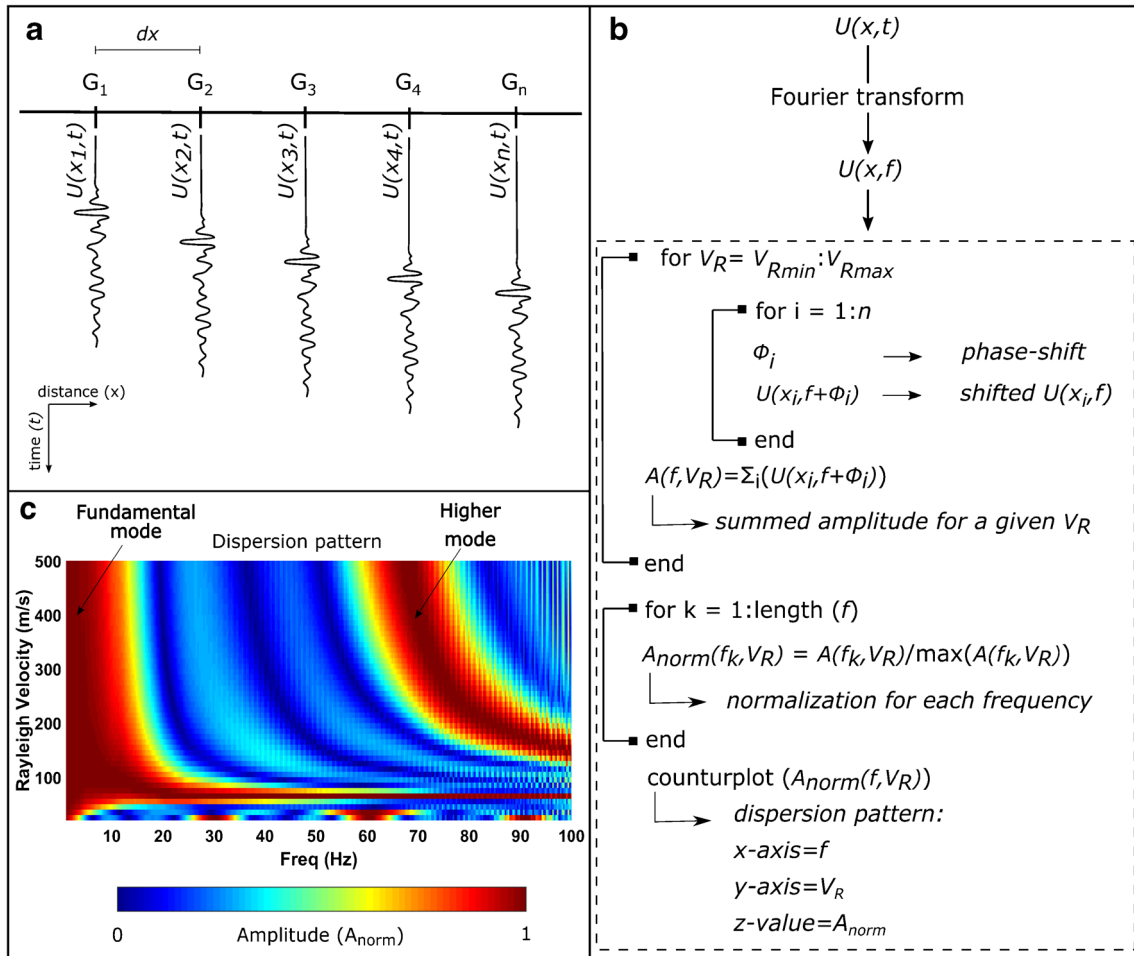 a
dx
G1 G2 G3 G4 Gn
U(x1,t) U(x2,t) U(x3,t) U(x4,t) U(xn,t)
distance (x)
time (t)
b
U(x,t)
Fourier transform
U(x,f)
for VR= VRmin:VRmax
for i = 1:n
Φi phase-shift
U(xi,f+Φi) shifted U(xi,f)
end
A(f,VR)=Σi(U(xi,f+Φi))
summed amplitude for a given VR
end
for k = 1:length (f)
Anorm(fk,VR) = A(fk,VR)/max(A(fk,VR))
normalization for each frequency
end
counturplot (Anorm(f,VR))
dispersion pattern:
x-axis=f
y-axis=VR
z-value=Anorm
c
Fundamental
mode
Dispersion pattern
Higher
mode
Rayleigh Velocity (m/s)
500
400
300
200
100
10 20 30 40 50 60 70 80 90 100
Freq (Hz)
0 Amplitude (Anorm) 1